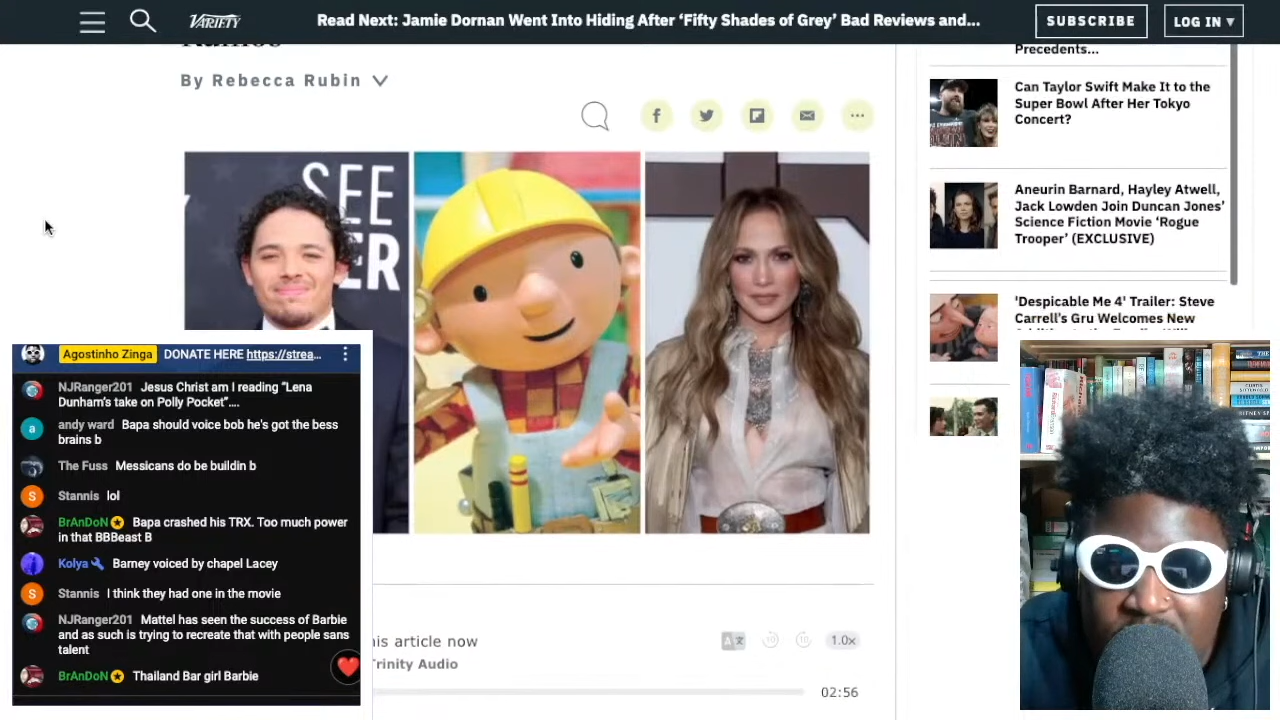 VARIETY
Read Next: Jamie Dornan Went Into Hiding After ‘Fifty Shades of Grey’ Bad Reviews and...
SUBSCRIBE
LOG IN ▾
Ramos
By Rebecca Rubin
SEE
ER
Precedents...
Can Taylor Swift Make It to the
Super Bowl After Her Tokyo
Concert?
Aneurin Barnard, Hayley Atwell,
Jack Lowden Join Duncan Jones’
Science Fiction Movie ‘Rogue
Trooper’ (EXCLUSIVE)
'Despicable Me 4' Trailer: Steve
Carrell’s Gru Welcomes New
Agostinho Zinga DONATE HERE https://strea...
NJRanger201 Jesus Christ am I reading “Lena
Dunham’s take on Polly Pocket”....
andy ward Bapa should voice bob he's got the bess
brains b
The Fuss Messicans do be buildin b
Stannis lol
BrAnDoN Bapa crashed his TRX. Too much power
in that BBBeast B
Kolya Barney voiced by chapel Lacey
Stannis I think they had one in the movie
NJRanger201 Mattel has seen the success of Barbie
and as such is trying to recreate that with people sans
talent
BrAnDoN Thailand Bar girl Barbie
his article now
Trinity Audio
10
10
1.0x
02:56